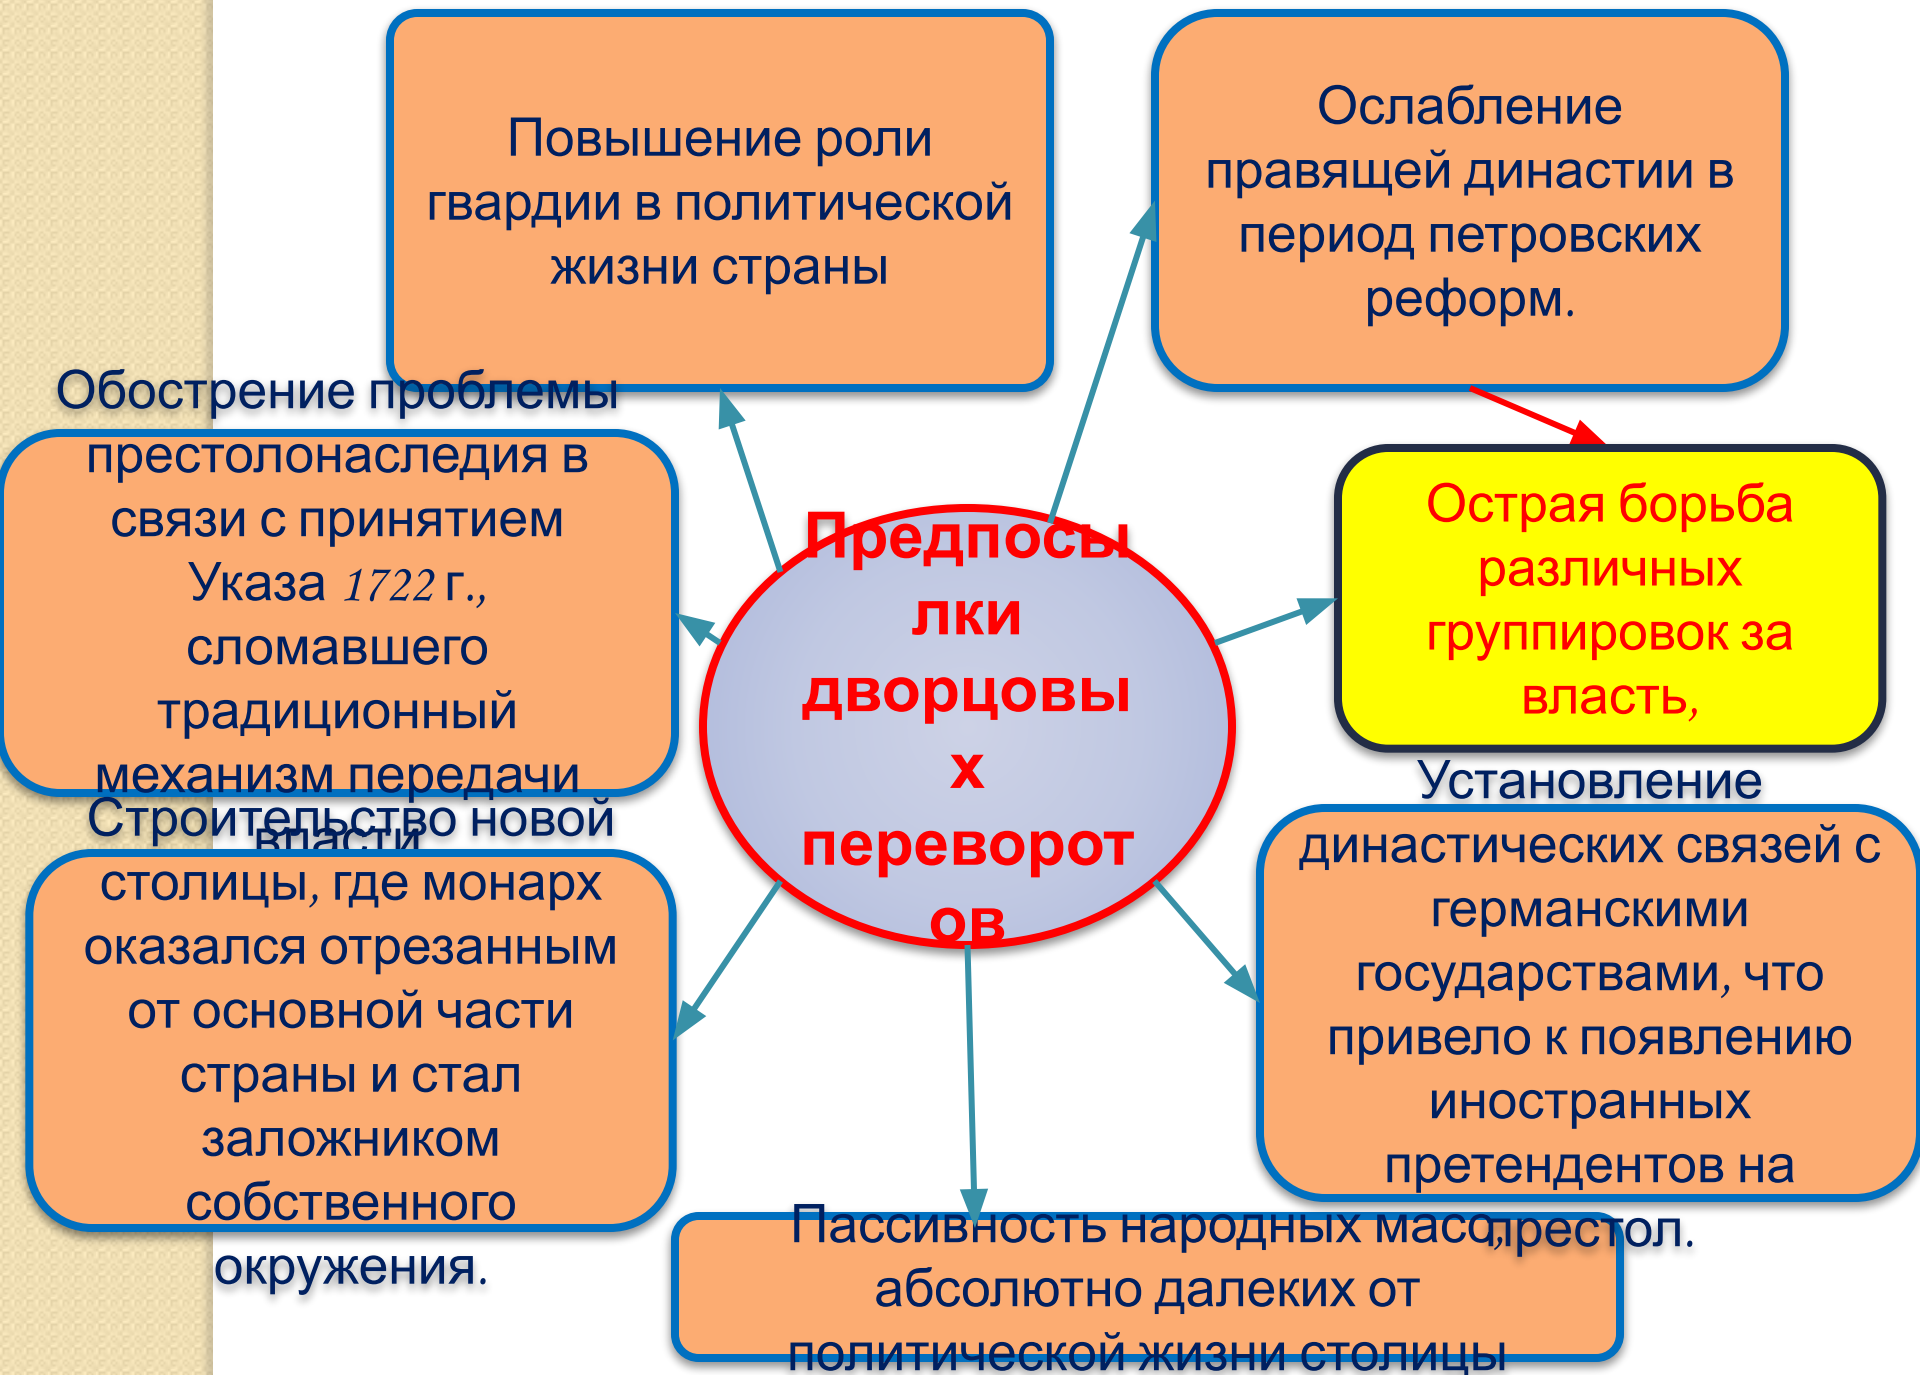 Повышение роли
гвардии в политической
жизни страны
Ослабление
правящей династии в
период петровских
реформ.
Обострение проблемы
престолонаследия в
связи с принятием
Указа 1722 г.,
сломавшего
традиционный
механизм передачи
власти
Предпосы
лки
дворцовы
х
переворот
ов
Острая борьба
различных
группировок за
власть,
Строительство новой
столицы, где монарх
оказался отрезанным
от основной части
страны и стал
заложником
собственного
окружения.
Установление
династических связей с
германскими
государствами, что
привело к появлению
иностранных
претендентов на
престол.
Пассивность народных масс,
абсолютно далеких от
политической жизни столицы